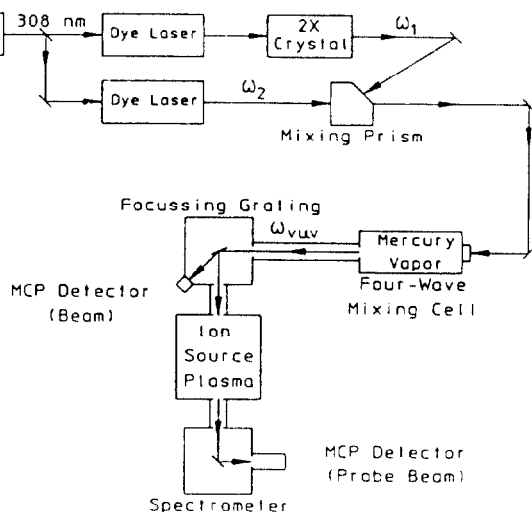 308 nm
Dye Laser
2X
Crystal
ω₁
Dye Laser
ω₂
Mixing Prism
Focussing Grating
ωVUV
Mercury
Vapor
Four-Wave
Mixing Cell
MCP Detector
(Beam)
Ion
Source
Plasma
MCP Detector
(Probe Beam)
Spectrometer